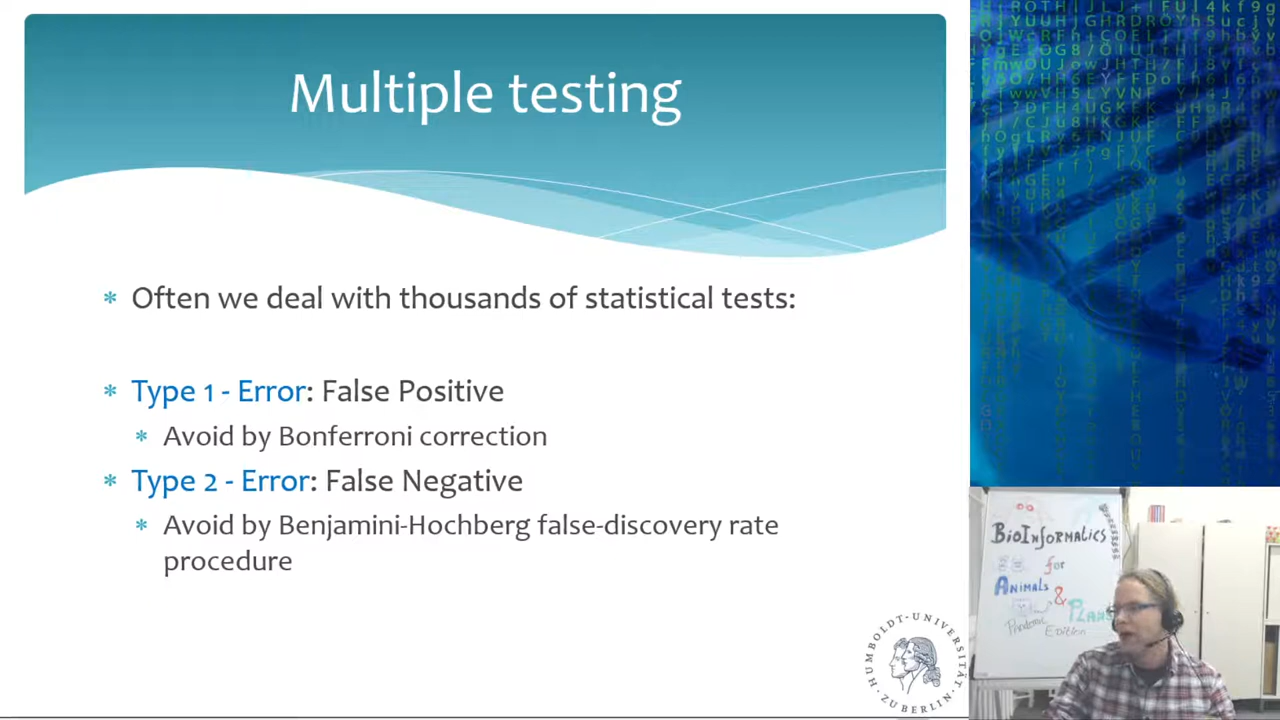 Multiple testing
Often we deal with thousands of statistical tests:
Type 1 - Error: False Positive
Avoid by Bonferroni correction
Type 2 - Error: False Negative
Avoid by Benjamini-Hochberg false-discovery rate
procedure
HUMBOLDT-UNIVERSITÄT
ZU BERLIN
BioInformatics
for
Animals
&
Plants
Pandemic
Edition